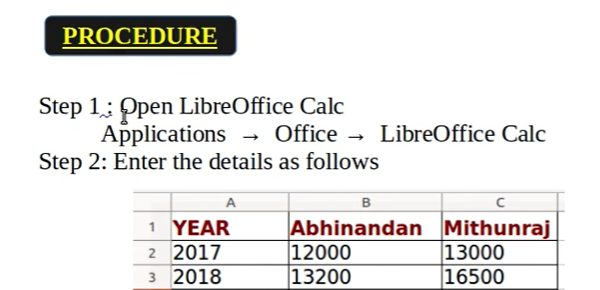 PROCEDURE
Step 1 : Open LibreOffice Calc
Applications → Office → LibreOffice Calc
Step 2: Enter the details as follows
A B C
1 YEAR Abhinandan Mithunraj
2 2017 12000 13000
3 2018 13200 16500